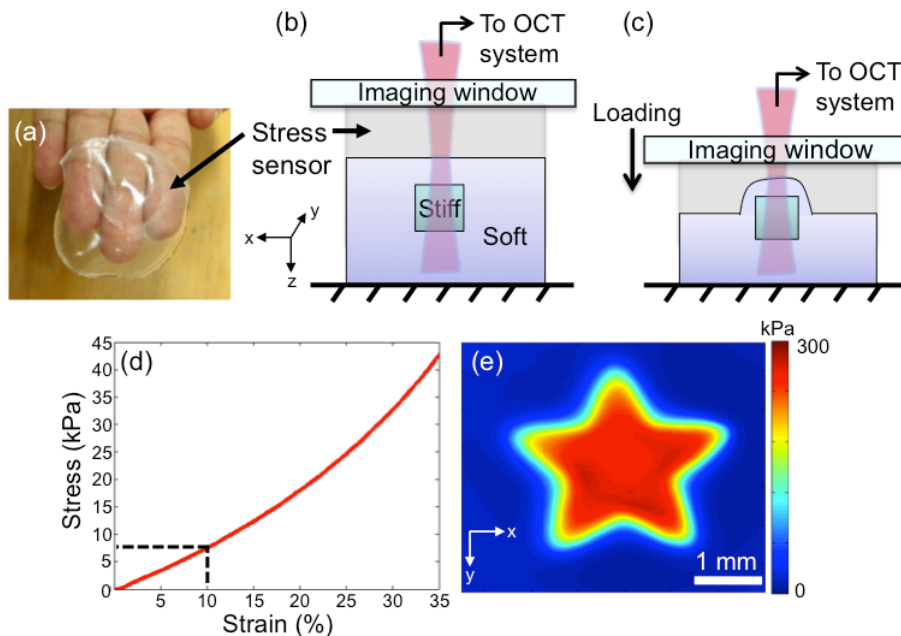 (a)
Stress
sensor
(b)
To OCT
system
Imaging window
Stiff
Soft
x
y
z
(c)
To OCT
system
Loading
Imaging window
(d)
Stress (kPa)
45
40
35
30
25
20
15
10
5
0
5
10
15
20
25
30
35
Strain (%)
(e)
x
y
1 mm
kPa
300
0